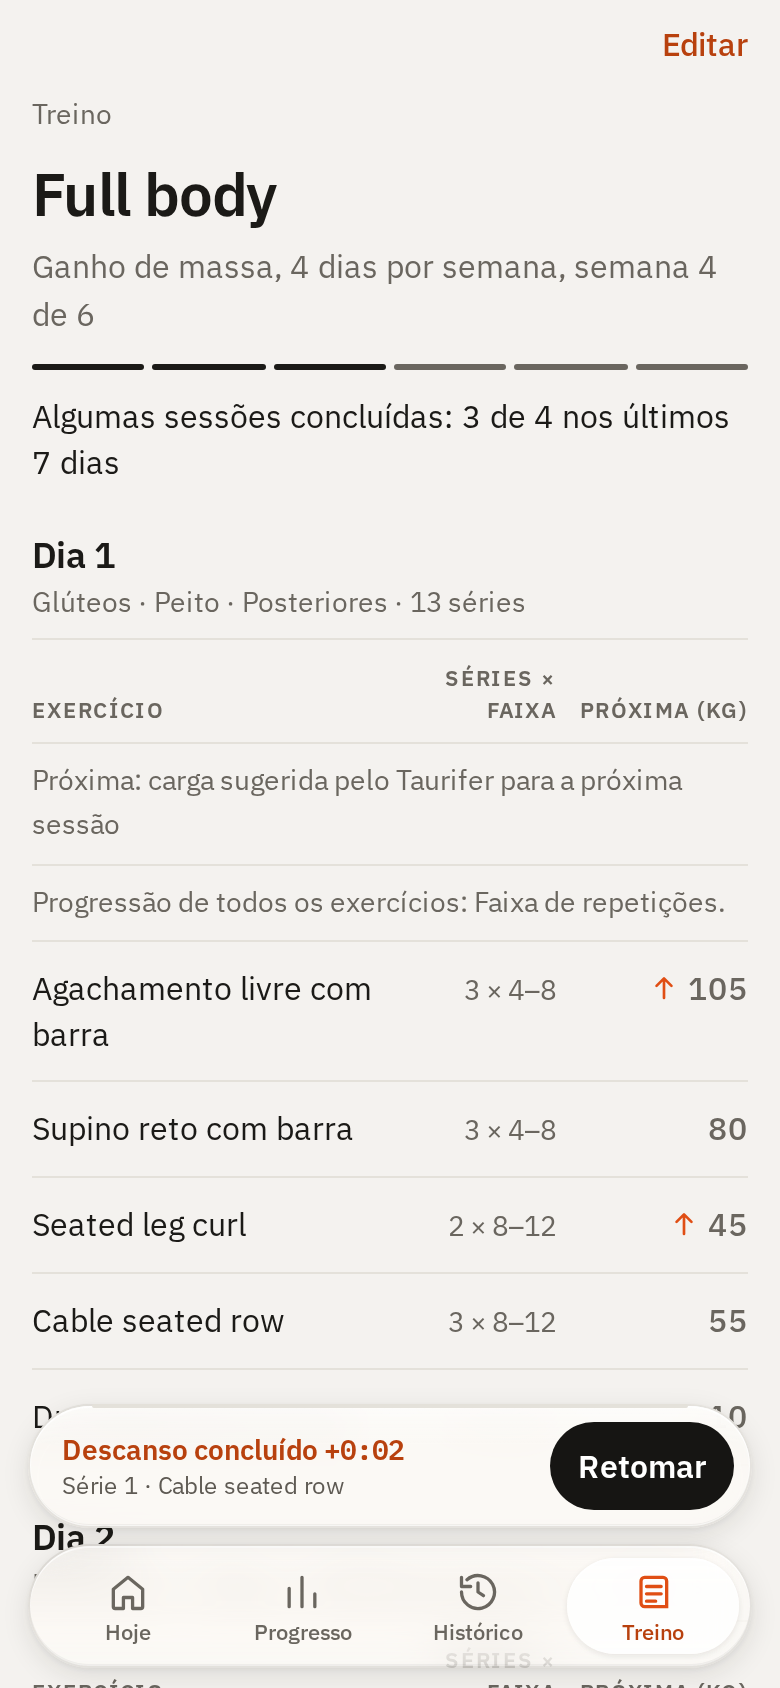 Editar
Treino
Full body
Ganho de massa, 4 dias por semana, semana 4
de 6
Algumas sessões concluídas: 3 de 4 nos últimos
7 dias
Dia 1
Glúteos · Peito · Posteriores · 13 séries
SÉRIES ×
EXERCÍCIO FAIXA PRÓXIMA (KG)
Próxima: carga sugerida pelo Taurifer para a próxima
sessão
Progressão de todos os exercícios: Faixa de repetições.
Agachamento livre com 3 × 4–8 ↑ 105
barra
Supino reto com barra 3 × 4–8 80
Seated leg curl 2 × 8–12 ↑ 45
Cable seated row 3 × 8–12 55
Descanso concluído +0:02
Série 1 · Cable seated row
Retomar
Dia 2
Hoje Progresso Histórico Treino
SÉRIES ×
EXERCÍCIO FAIXA PRÓXIMA (KG)